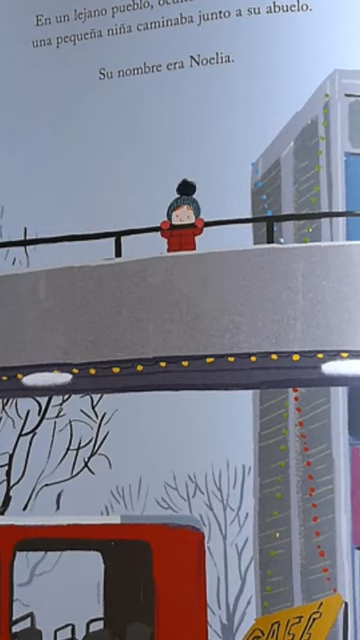 En un lejano pueblo,
una pequeña niña caminaba junto a su abuelo.
Su nombre era Noelia.
CAFÉ